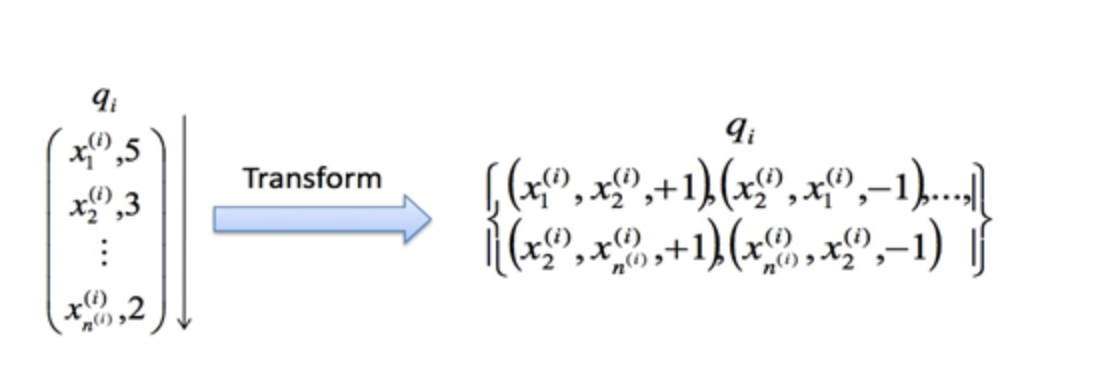 q_i
x_1^{(i)},5
x_2^{(i)},3
⋮
x_{n^{(i)}}^{(i)},2
Transform
q_i
{(x_1^{(i)},x_2^{(i)},+1),(x_2^{(i)},x_1^{(i)},−1),...,
(x_2^{(i)},x_{n^{(i)}}^{(i)},+1),(x_{n^{(i)}}^{(i)},x_2^{(i)},−1)}